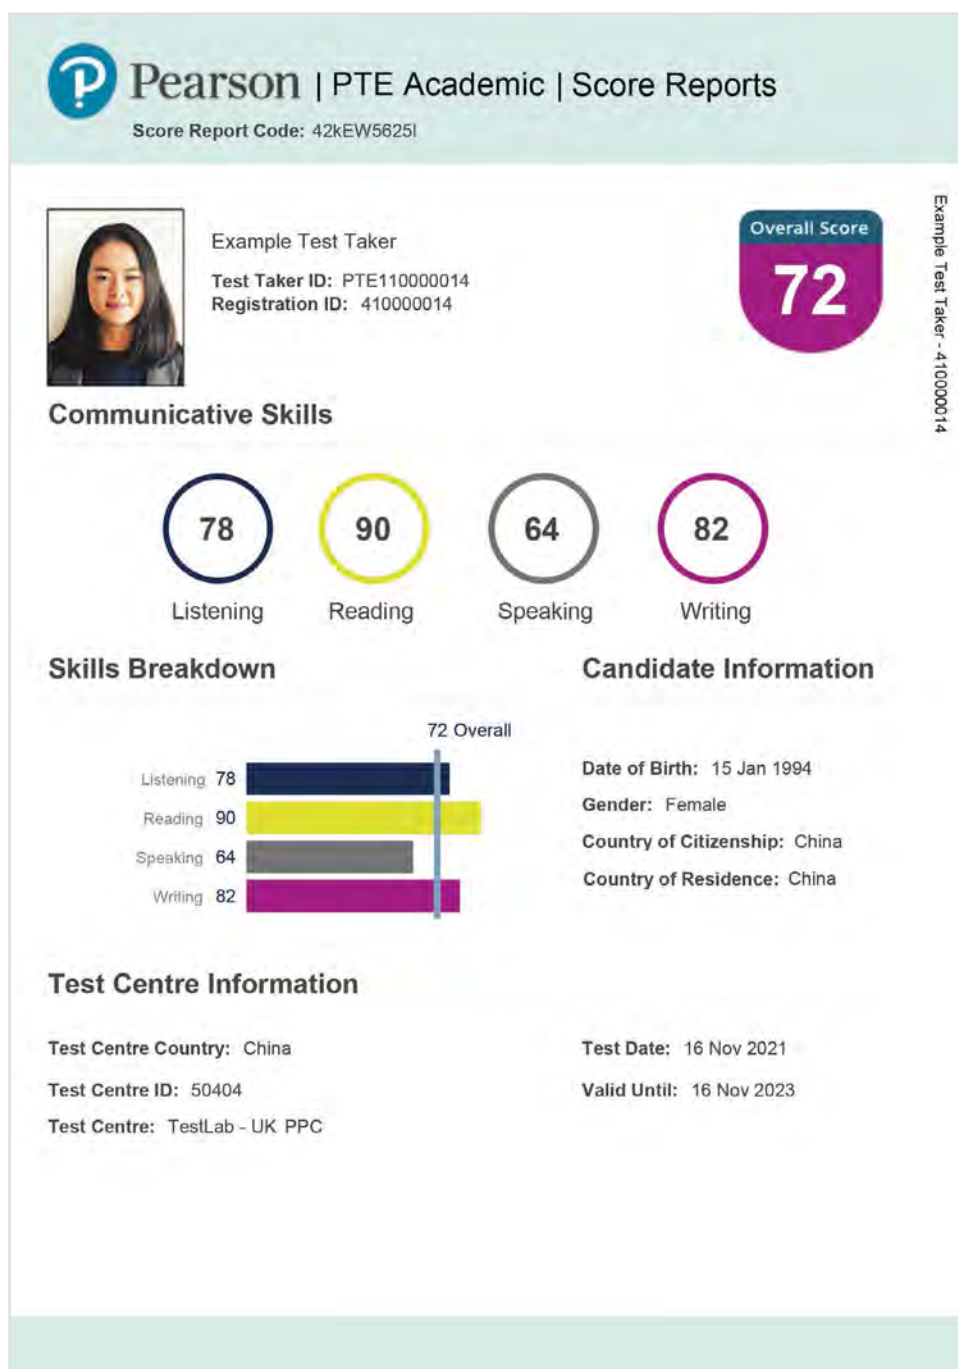 Pearson | PTE Academic | Score Reports
Score Report Code: 42kEW5625I
Example Test Taker
Test Taker ID: PTE110000014
Registration ID: 410000014
Overall Score
72
Example Test Taker - 410000014
Communicative Skills
78 90 64 82
Listening Reading Speaking Writing
Skills Breakdown
72 Overall
Listening 78
Reading 90
Speaking 64
Writing 82
Candidate Information
Date of Birth: 15 Jan 1994
Gender: Female
Country of Citizenship: China
Country of Residence: China
Test Centre Information
Test Centre Country: China
Test Centre ID: 50404
Test Centre: TestLab - UK PPC
Test Date: 16 Nov 2021
Valid Until: 16 Nov 2023